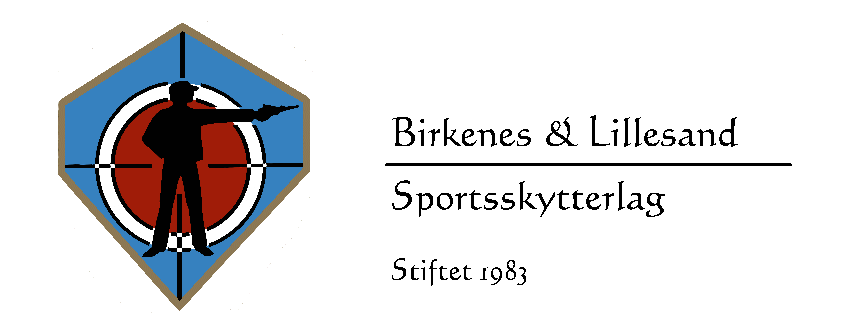 Birkenes & Lillesand
Sportsskytterlag
Stiftet 1983